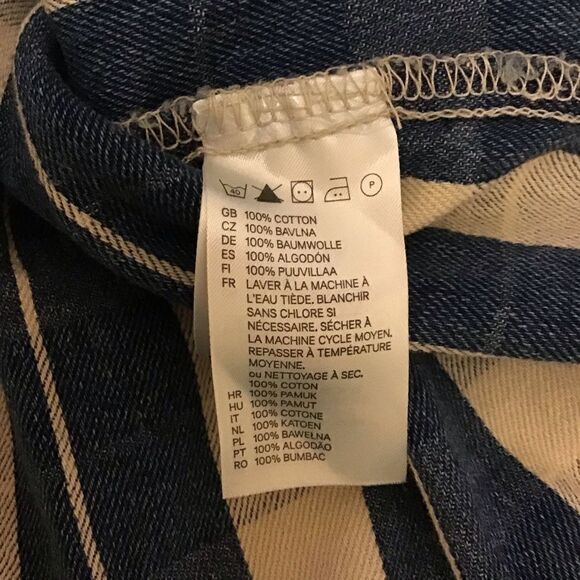 40 P
GB 100% COTTON
CZ 100% BAVLNA
DE 100% BAUMWOLLE
ES 100% ALGODÓN
FI 100% PUUVILLAA
FR LAVER À LA MACHINE À
L'EAU TIÈDE, BLANCHIR
SANS CHLORE SI
NÉCESSAIRE. SÉCHER À
LA MACHINE CYCLE MOYEN.
REPASSER À TEMPÉRATURE
MOYENNE.
ou NETTOYAGE À SEC.
100% COTON
HR 100% PAMUK
HU 100% PAMUT
IT 100% COTONE
NL 100% KATOEN
PL 100% BAWEŁNA
PT 100% ALGODÃO
RO 100% BUMBAC